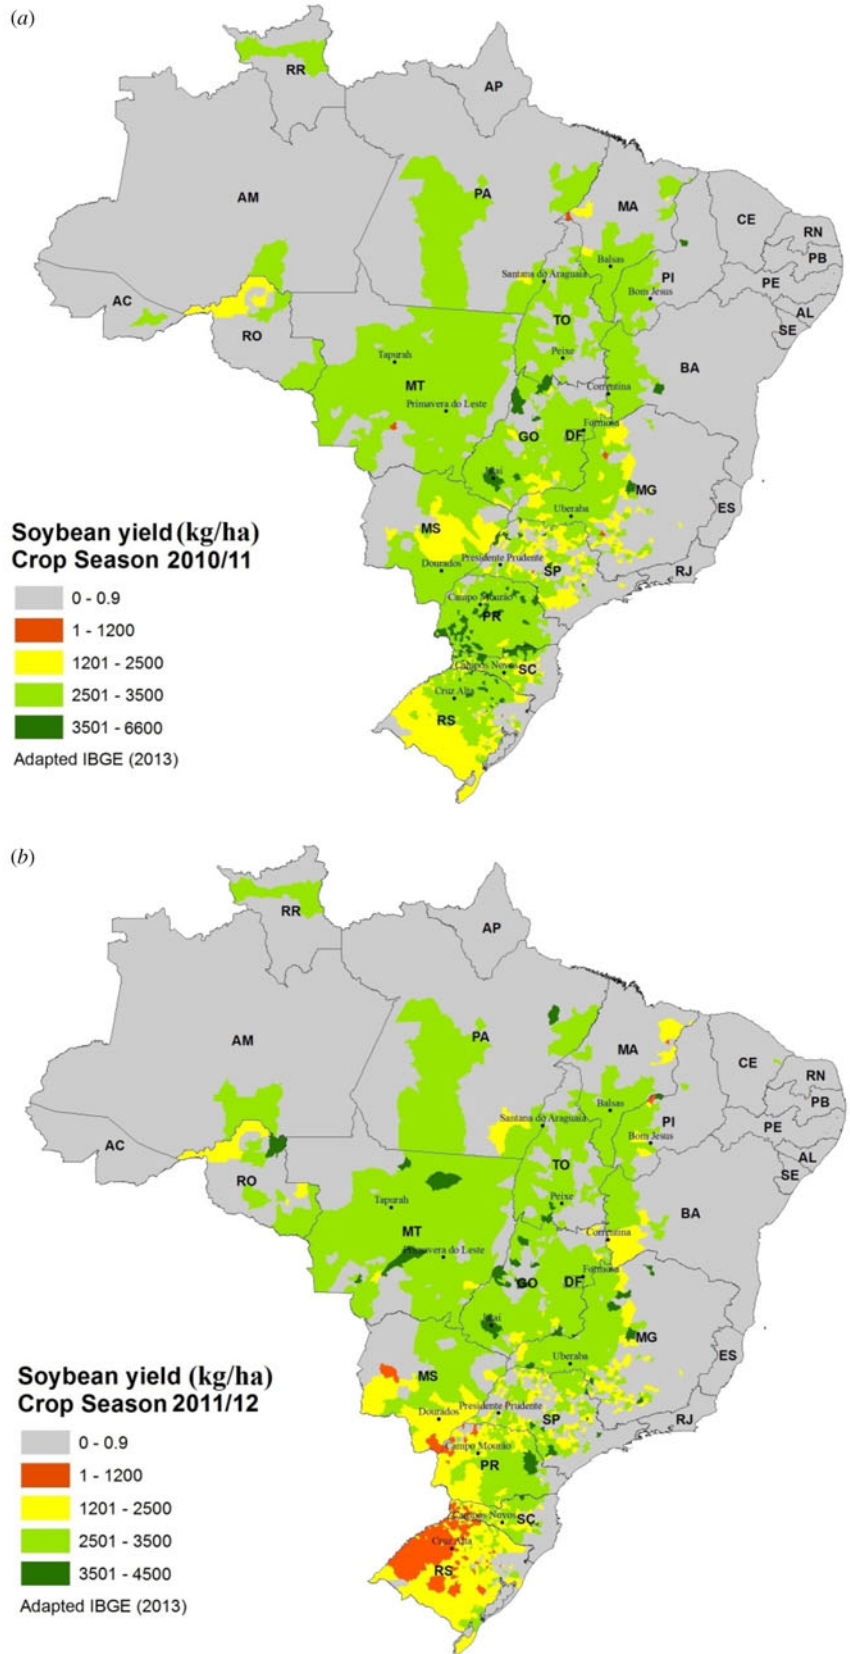 (a)
RR
AP
AM
PA
MA
CE
RN
PB
PE
AL
SE
PI
AC
RO
TO
BA
MT
GO
DF
MG
ES
MS
SP
RJ
PR
SC
RS
Balsas
Santana do Araguaia
Bom Jesus
Peixe
Tapurah
Primavera do Leste
Correntina
Formosa
Jataí
Uberaba
Presidente Prudente
Dourados
Campo Mourão
Campos Novos
Cruz Alta
Soybean yield (kg/ha)
Crop Season 2010/11
0 - 0.9
1 - 1200
1201 - 2500
2501 - 3500
3501 - 6600
Adapted IBGE (2013)
(b)
RR
AP
AM
PA
MA
CE
RN
PB
PE
AL
SE
PI
AC
RO
TO
BA
MT
GO
DF
MG
ES
MS
SP
RJ
PR
SC
RS
Balsas
Santana do Araguaia
Bom Jesus
Peixe
Tapurah
Primavera do Leste
Correntina
Formosa
Jataí
Uberaba
Presidente Prudente
Dourados
Campo Mourão
Campos Novos
Cruz Alta
Soybean yield (kg/ha)
Crop Season 2011/12
0 - 0.9
1 - 1200
1201 - 2500
2501 - 3500
3501 - 4500
Adapted IBGE (2013)